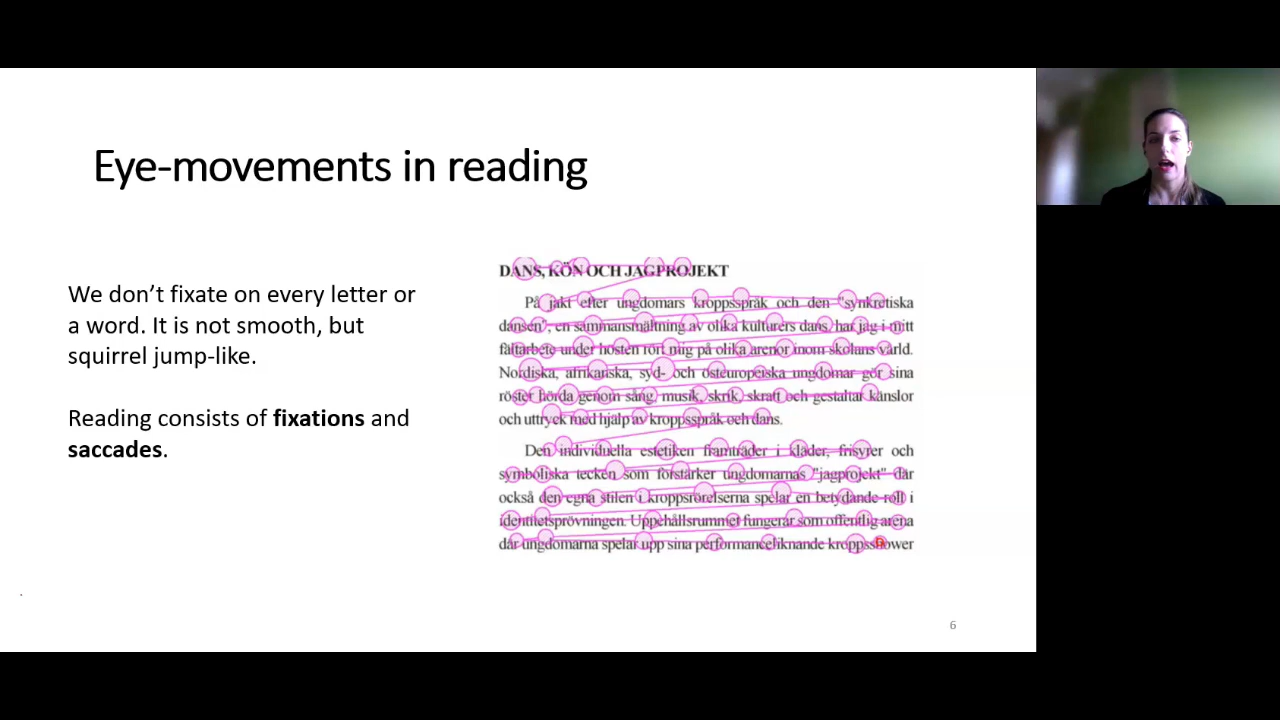 Eye-movements in reading
We don’t fixate on every letter or
a word. It is not smooth, but
squirrel jump-like.
Reading consists of fixations and
saccades.
DANS, KÖN OCH JAGPROJEKT
På jakt efter ungdomars kroppsspråk och den "synkretiska
dansen", en sammansmältning av olika kulturers dans, har jag i mitt
fältarbete under hösten rört mig på olika arenor inom skolans värld.
Nordiska, afrikanska, syd- och östeuropeiska ungdomar gör sina
röster hörda genom sång, musik, skrik, skratt och gestaltar känslor
och uttryck med hjälp av kroppsspråk och dans.
Den individuella estetiken framträder i kläder, frisyrer och
symboliska tecken som förstärker ungdomarnas "jagprojekt" där
också den egna stilen i kroppsrörelserna spelar en betydande roll i
identitetsprövningen. Uppehållsrummet fungerar som offentlig arena
där ungdomarna spelar upp sina performanceliknande
6